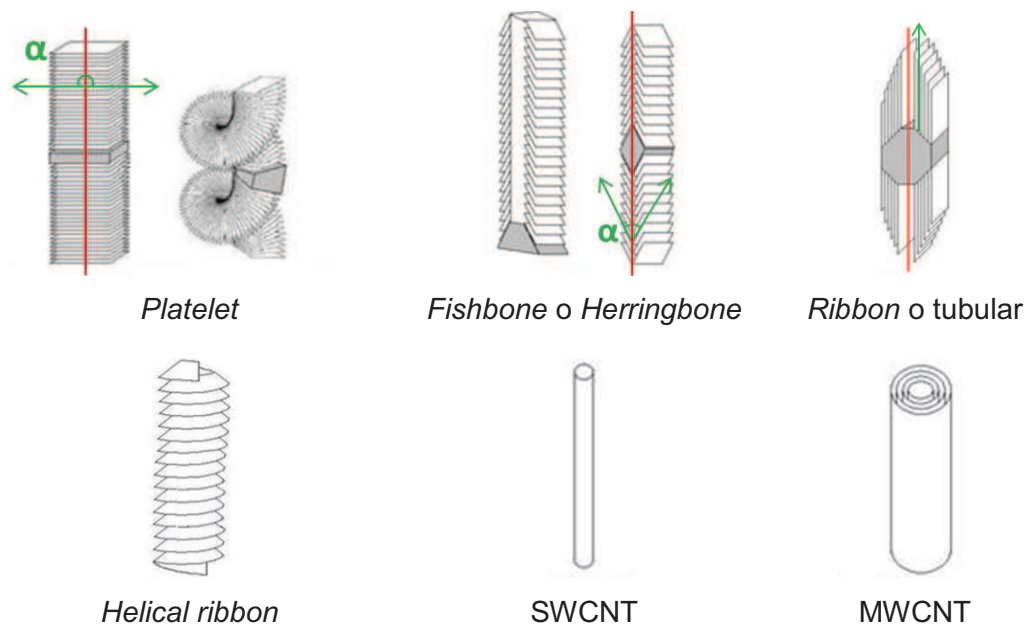 α
α
Platelet
Fishbone o Herringbone
Ribbon o tubular
Helical ribbon
SWCNT
MWCNT